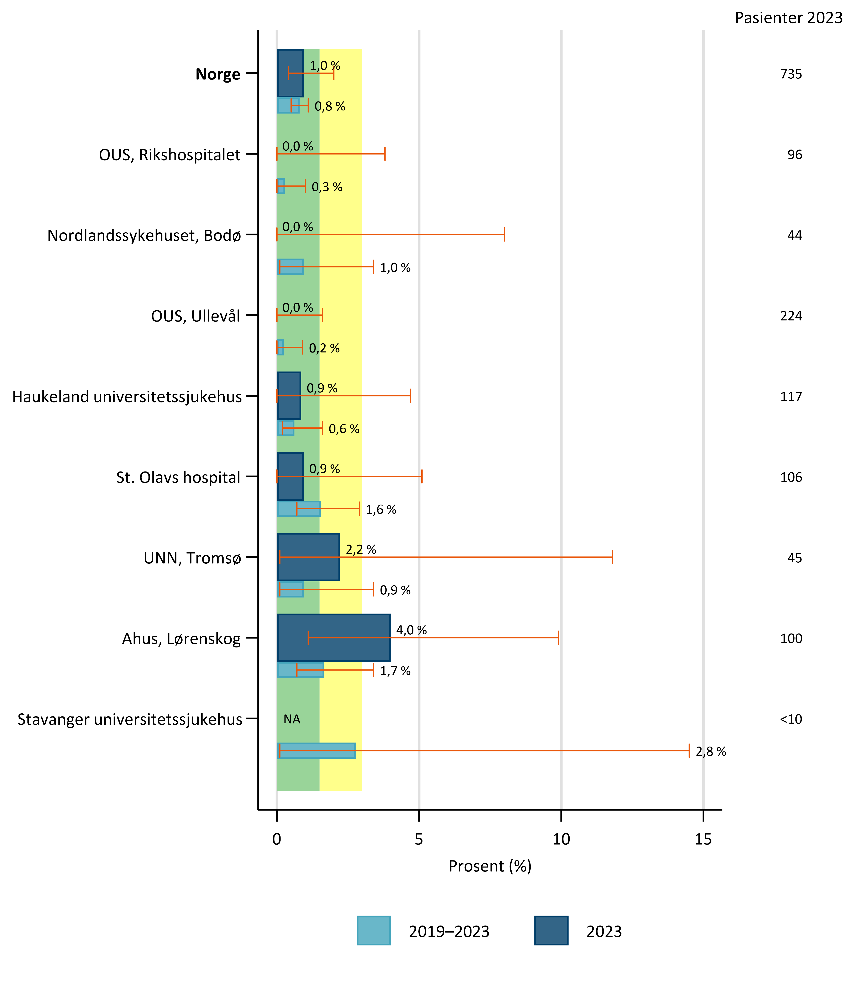 Pasienter 2023
Norge
1,0 %
735
0,8 %
OUS, Rikshospitalet
0,0 %
96
0,3 %
Nordlandssykehuset, Bodø
0,0 %
44
1,0 %
OUS, Ullevål
0,0 %
224
0,2 %
Haukeland universitetssjukehus
0,9 %
117
0,6 %
St. Olavs hospital
0,9 %
106
1,6 %
UNN, Tromsø
2,2 %
45
0,9 %
Ahus, Lørenskog
4,0 %
100
1,7 %
Stavanger universitetssjukehus
NA
<10
2,8 %
0 5 10 15
Prosent (%)
2019–2023 2023